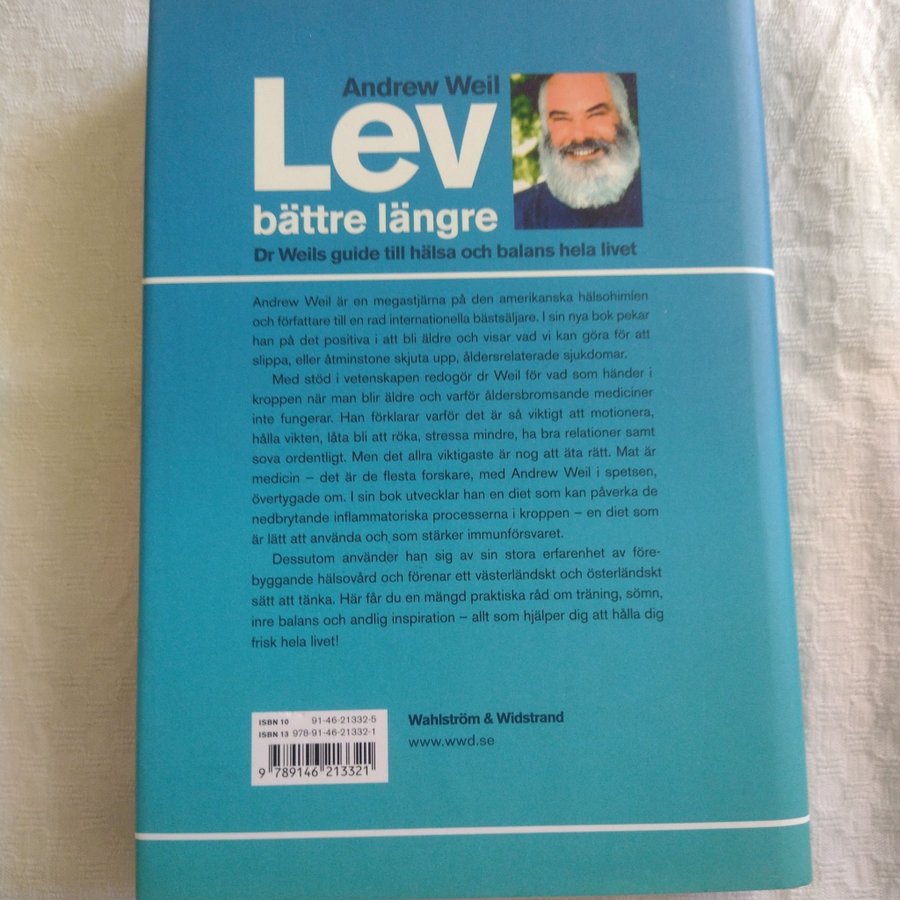 Andrew Weil
Lev
bättre längre
Dr Weils guide till hälsa och balans hela livet
Andrew Weil är en megastjärna på den amerikanska hälsohimlen
och författare till en rad internationella bästsäljare. I sin nya bok pekar
han på det positiva i att bli äldre och visar vad vi kan göra för att
slippa, eller åtminstone skjuta upp, åldersrelaterade sjukdomar.
Med stöd i vetenskapen redogör dr Weil för vad som händer i
kroppen när man blir äldre och varför åldersbromsande mediciner
inte fungerar. Han förklarar varför det är så viktigt att motionera,
hålla vikten, låta bli att röka, stressa mindre, ha bra relationer samt
sova ordentligt. Men det allra viktigaste är nog att äta rätt. Mat är
medicin – det är de flesta forskare, med Andrew Weil i spetsen,
övertygade om. I sin bok utvecklar han en diet som kan påverka de
nedbrytande inflammatoriska processerna i kroppen – en diet som
är lätt att använda och som stärker immunförsvaret.
Dessutom använder han sig av sin stora erfarenhet av före-
byggande hälsovård och förenar ett västerländskt och österländskt
sätt att tänka. Här får du en mängd praktiska råd om träning, sömn,
inre balans och andlig inspiration – allt som hjälper dig att hålla dig
frisk hela livet!
ISBN 10 91-46-21332-5
ISBN 13 978-91-46-21332-1
9 789146 213321
Wahlström & Widstrand
www.wwd.se